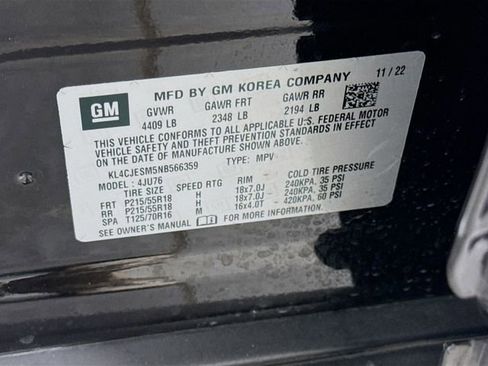 GM
MFD BY GM KOREA COMPANY 11/22
GVWR GAWR FRT GAWR RR
4409 LB 2348 LB 2194 LB
THIS VEHICLE CONFORMS TO ALL APPLICABLE U.S. FEDERAL MOTOR
VEHICLE SAFETY AND THEFT PREVENTION STANDARDS IN EFFECT
ON THE DATE OF MANUFACTURE SHOWN ABOVE.
KL4CJESM5NB566359 TYPE: MPV
MODEL: 4JU76
TIRE SIZE SPEED RTG RIM COLD TIRE PRESSURE
FRT P215/55R18 H 18x7.0J 240KPA, 35 PSI
RR P215/55R18 H 18x7.0J 240KPA, 35 PSI
SPA T125/70R16 M 16x4.0T 420KPA, 60 PSI
SEE OWNER'S MANUAL FOR MORE INFORMATION.